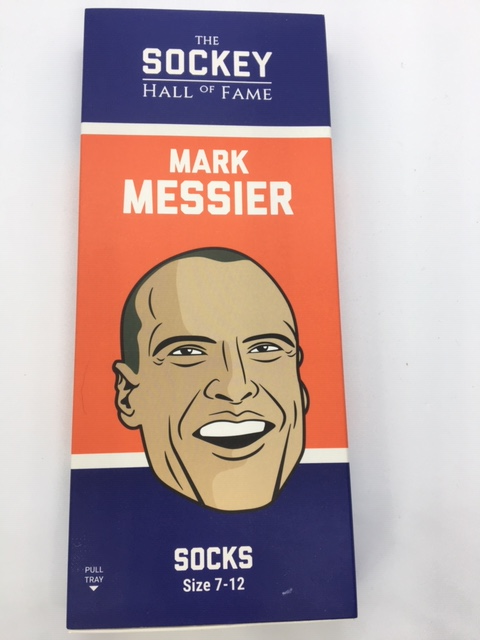 THE
SOCKEY
HALL OF FAME
MARK
MESSIER
SOCKS
Size 7-12
PULL
TRAY